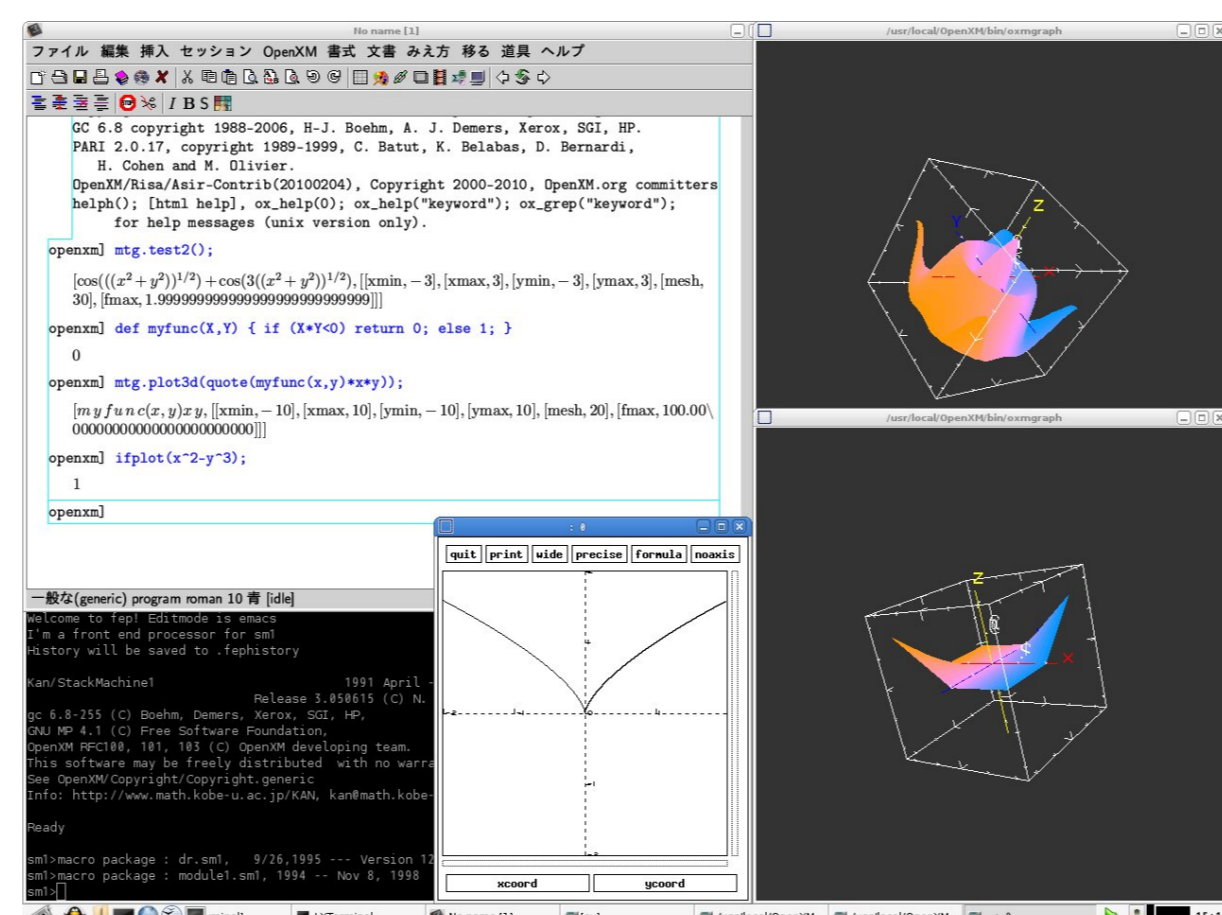 No name [1]
ファイル 編集 挿入 セッション OpenXM 書式 文書 みえ方 移る 道具 ヘルプ
I B S
GC 6.8 copyright 1988-2006, H-J. Boehm, A. J. Demers, Xerox, SGI, HP.
PARI 2.0.17, copyright 1989-1999, C. Batut, K. Belabas, D. Bernardi,
H. Cohen and M. Olivier.
OpenXM/Risa/Asir-Contrib(20100204), Copyright 2000-2010, OpenXM.org committers
helph(); [html help], ox_help(0); ox_help("keyword"); ox_grep("keyword");
for help messages (unix version only).
openxm] mtg.test2();
[cos(((x²+y²))^{1/2})+cos(3((x²+y²))^{1/2}),[[xmin,−3],[xmax,3],[ymin,−3],[ymax,3],[mesh,
30],[fmax,1.9999999999999999999999999999]]]
openxm] def myfunc(X,Y) { if (X*Y<0) return 0; else 1; }
0
openxm] mtg.plot3d(quote(myfunc(x,y)*x*y));
[myfunc(x,y)xy,[[xmin,−10],[xmax,10],[ymin,−10],[ymax,10],[mesh,20],[fmax,100.00\
00000000000000000000000]]]
openxm] ifplot(x^2-y^3);
1
openxm]
一般な(generic) program roman 10 青 [idle]
Welcome to fep! Editmode is emacs
I'm a front end processor for sm1
History will be saved to .fephistory
Kan/StackMachine1 1991 April -
Release 3.050615 (C) N.
gc 6.8-255 (C) Boehm, Demers, Xerox, SGI, HP,
GNU MP 4.1 (C) Free Software Foundation,
OpenXM RFC100, 101, 103 (C) OpenXM developing team.
This software may be freely distributed with no warra
See OpenXM/Copyright/Copyright.generic
Info: http://www.math.kobe-u.ac.jp/KAN, kan@math.kobe-
Ready
sm1>macro package : dr.sm1, 9/26,1995 --- Version 12
sm1>macro package : module1.sm1, 1994 -- Nov 8, 1998
sm1>
: 0
quit print wide precise formula noaxis
xcoord ycoord
/usr/local/OpenXM/bin/oxmgraph
Z
Y
X
/usr/local/OpenXM/bin/oxmgraph
Z
X